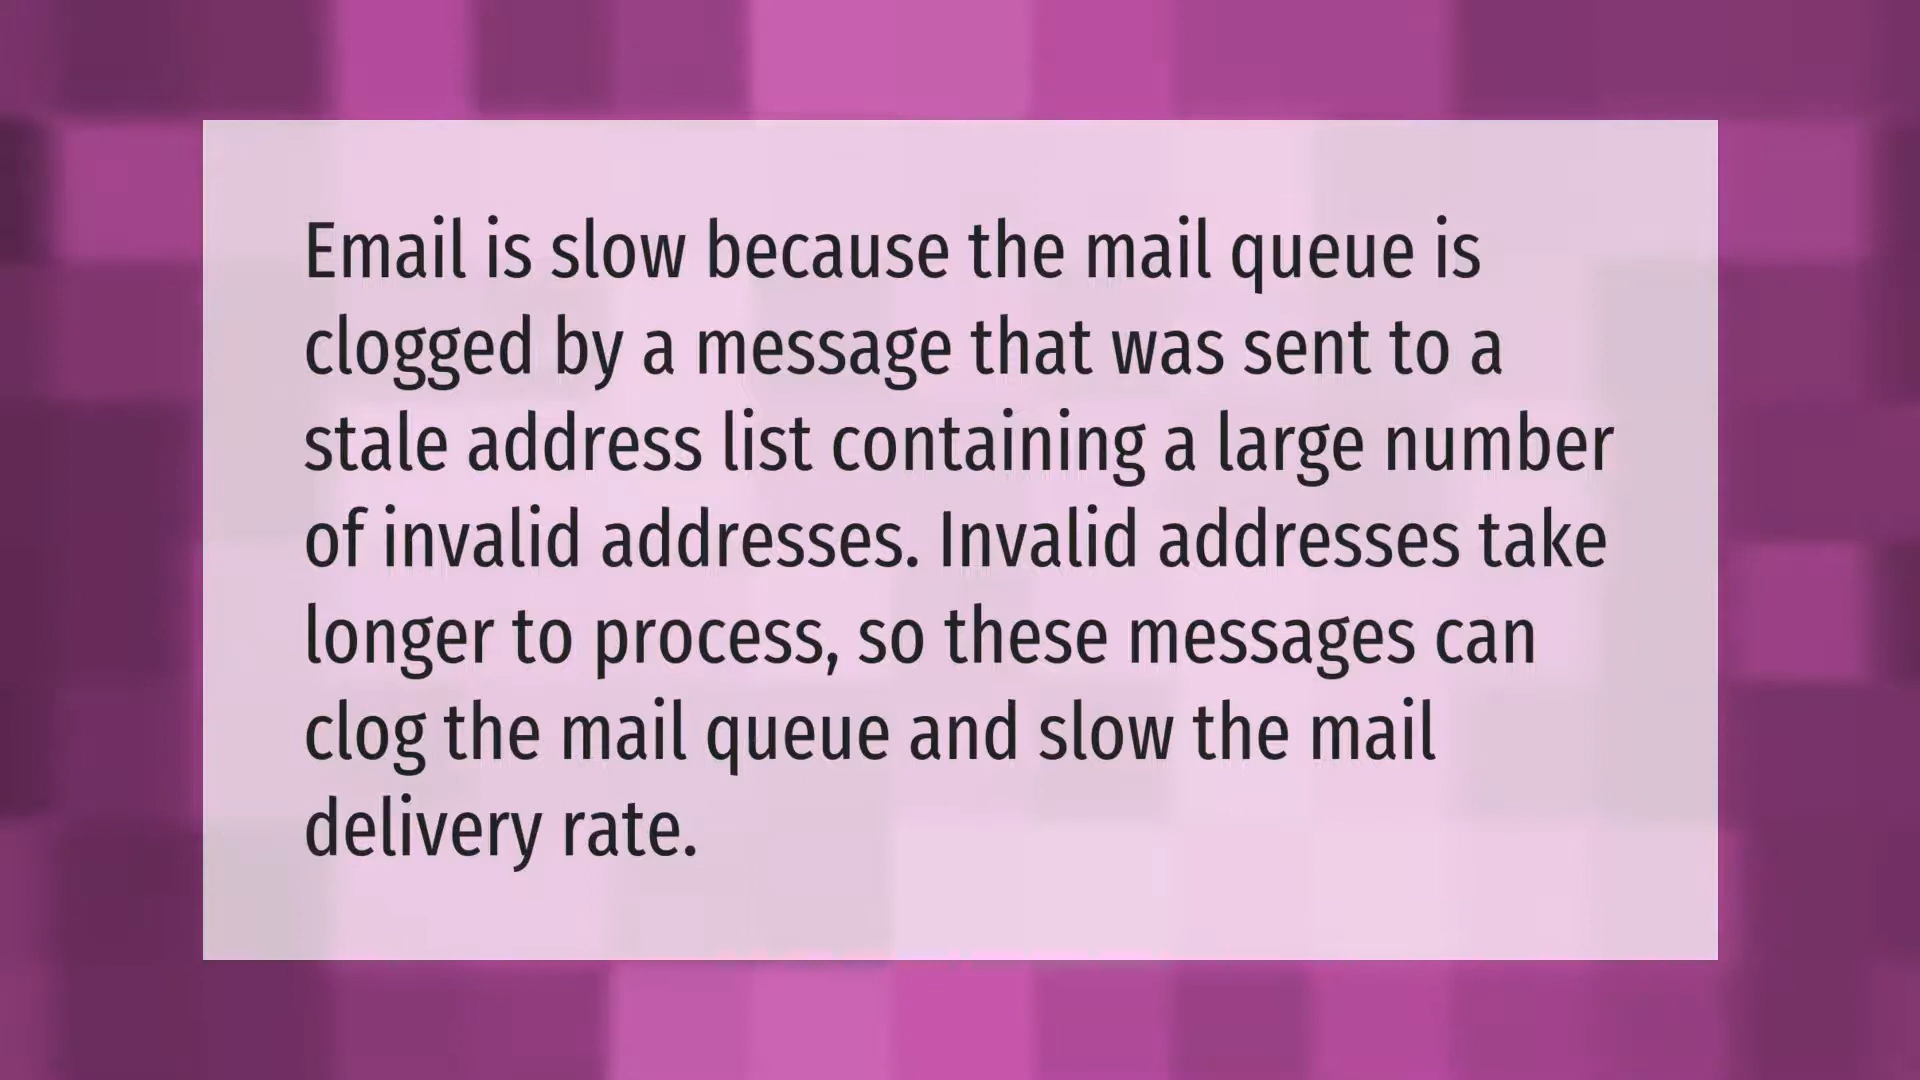 Email is slow because the mail queue is
clogged by a message that was sent to a
stale address list containing a large number
of invalid addresses. Invalid addresses take
longer to process, so these messages can
clog the mail queue and slow the mail
delivery rate.